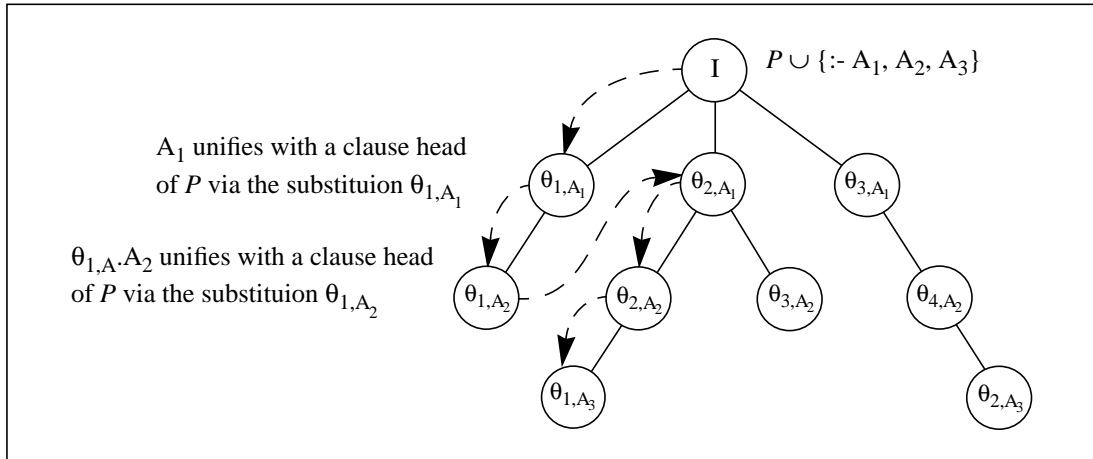 I
P ∪ {:- A₁, A₂, A₃}
A₁ unifies with a clause head
of P via the substituion θ₁,A₁
θ₁,A₁
θ₂,A₁
θ₃,A₁
θ₁,A.A₂ unifies with a clause head
of P via the substituion θ₁,A₂
θ₁,A₂
θ₂,A₂
θ₃,A₂
θ₄,A₂
θ₁,A₃
θ₂,A₃